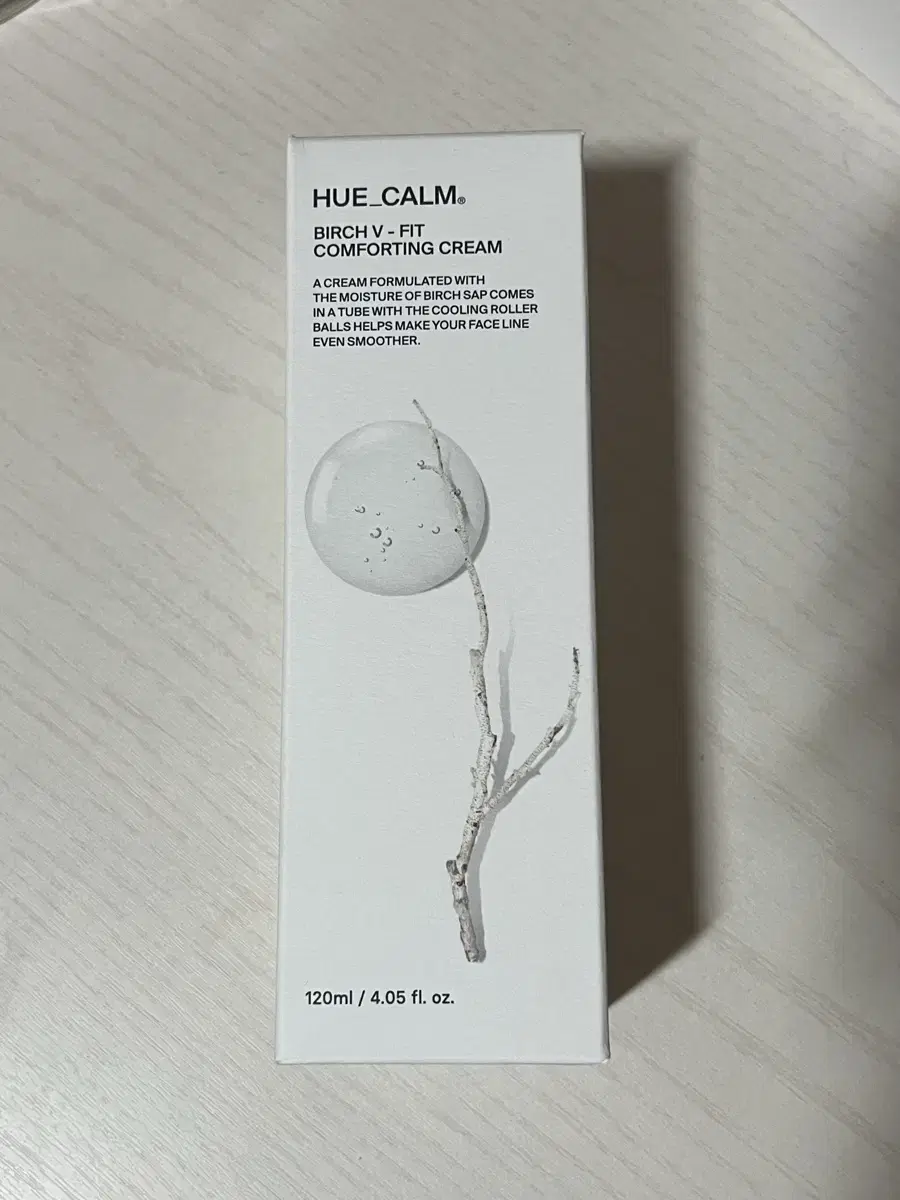 HUE_CALM®
BIRCH V - FIT
COMFORTING CREAM
A CREAM FORMULATED WITH
THE MOISTURE OF BIRCH SAP COMES
IN A TUBE WITH THE COOLING ROLLER
BALLS HELPS MAKE YOUR FACE LINE
EVEN SMOOTHER.
120ml / 4.05 fl. oz.